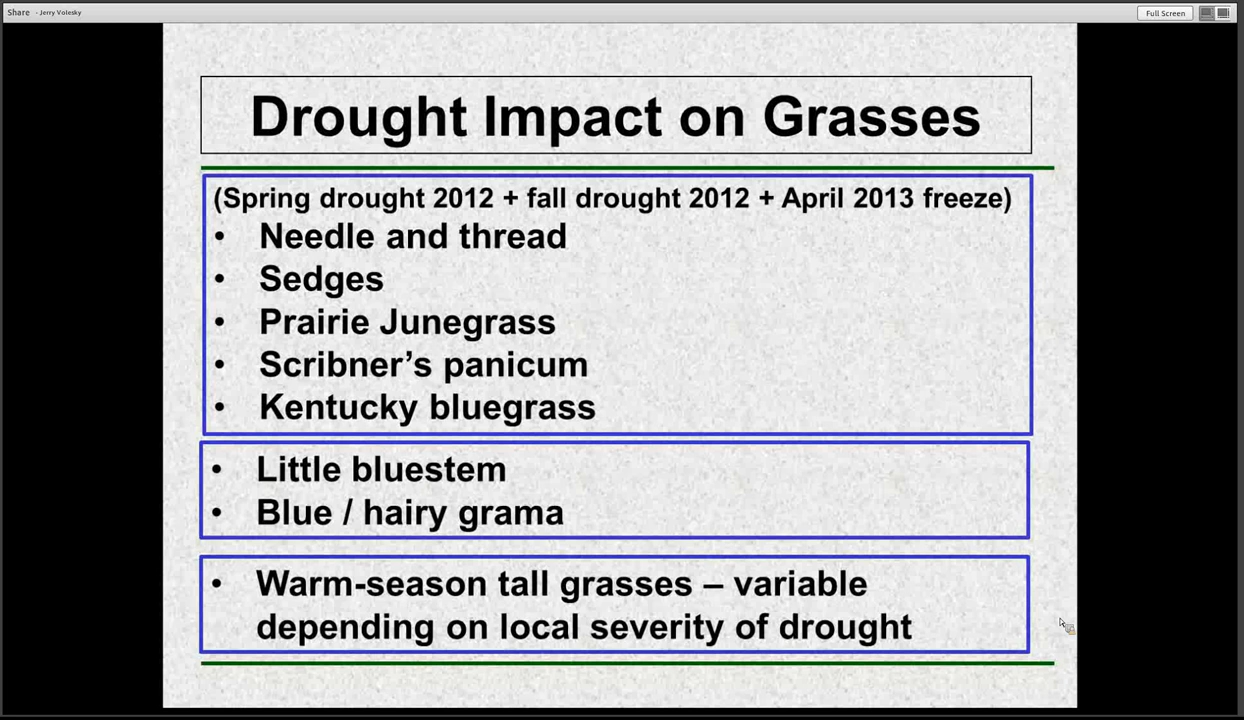 Share - Jerry Volesky
Full Screen
Drought Impact on Grasses
(Spring drought 2012 + fall drought 2012 + April 2013 freeze)
• Needle and thread
• Sedges
• Prairie Junegrass
• Scribner’s panicum
• Kentucky bluegrass
• Little bluestem
• Blue / hairy grama
• Warm-season tall grasses – variable
depending on local severity of drought